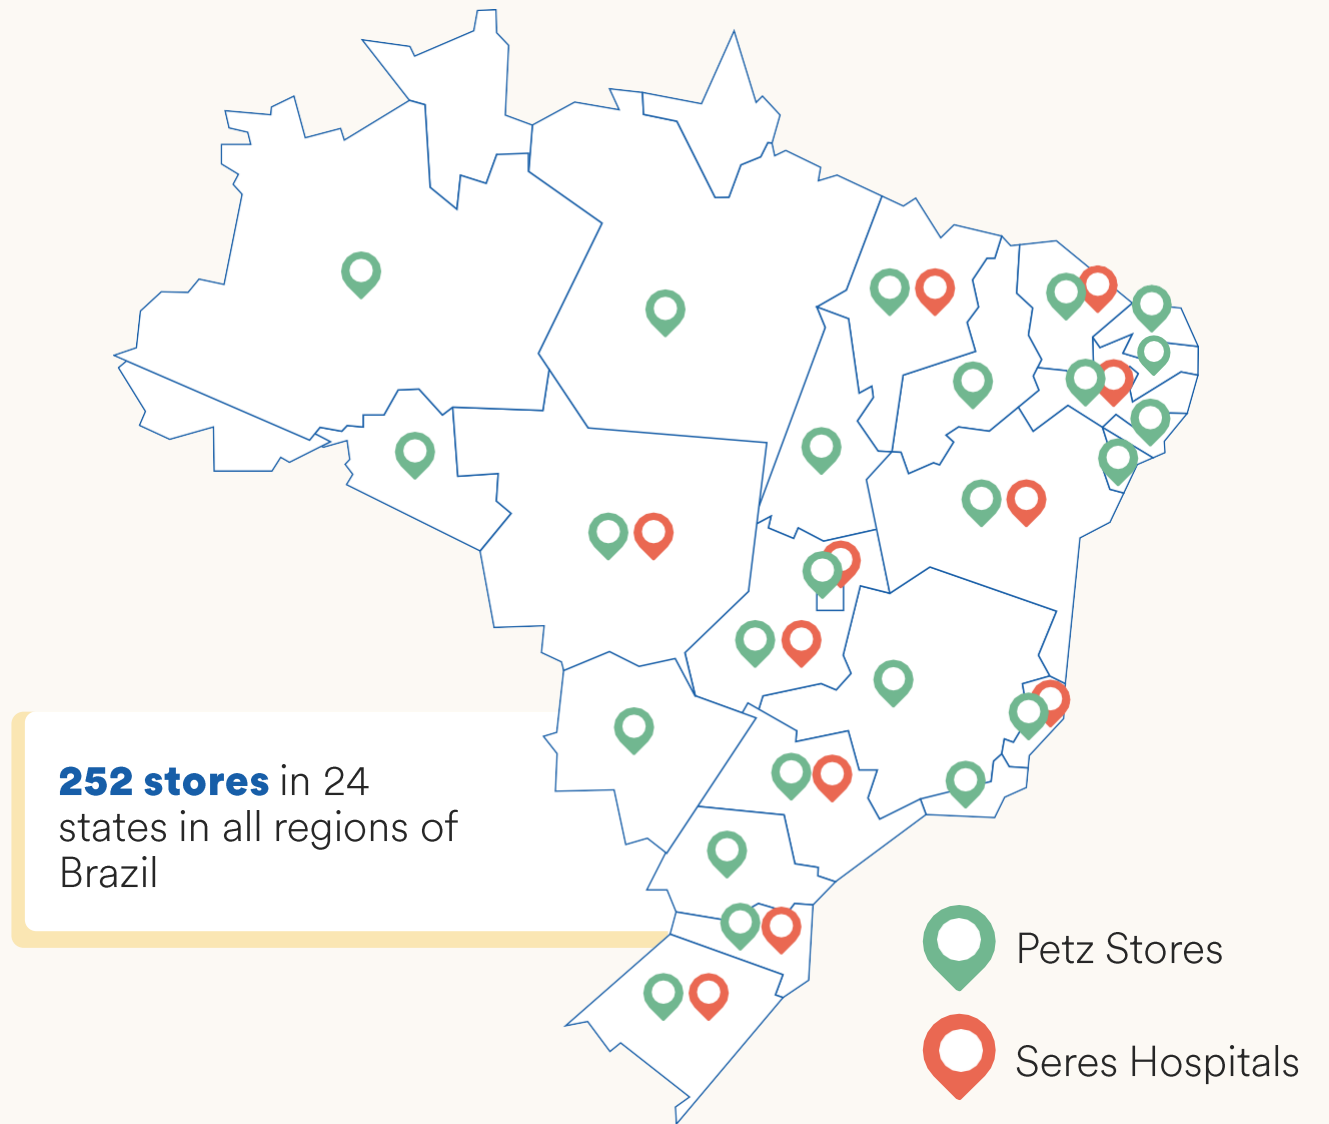 252 stores in 24
states in all regions of
Brazil
Petz Stores
Seres Hospitals